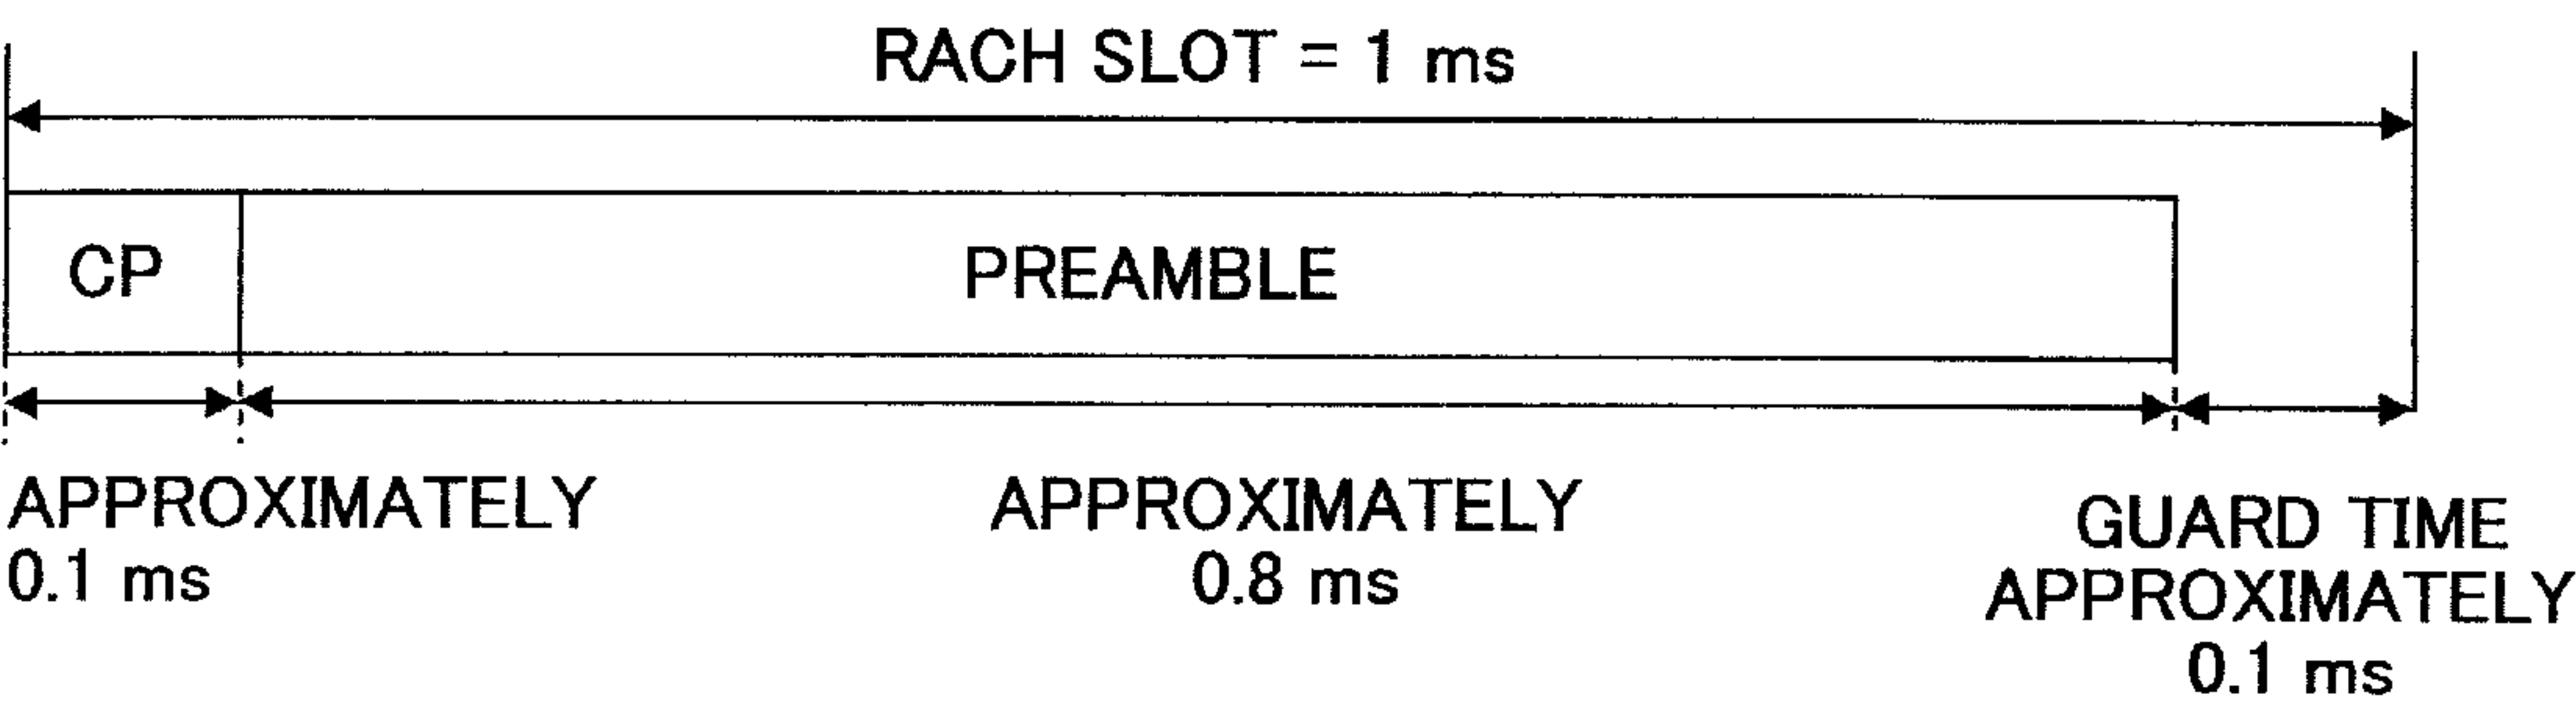 RACH SLOT = 1 ms
CP
PREAMBLE
APPROXIMATELY
0.1 ms
APPROXIMATELY
0.8 ms
GUARD TIME
APPROXIMATELY
0.1 ms